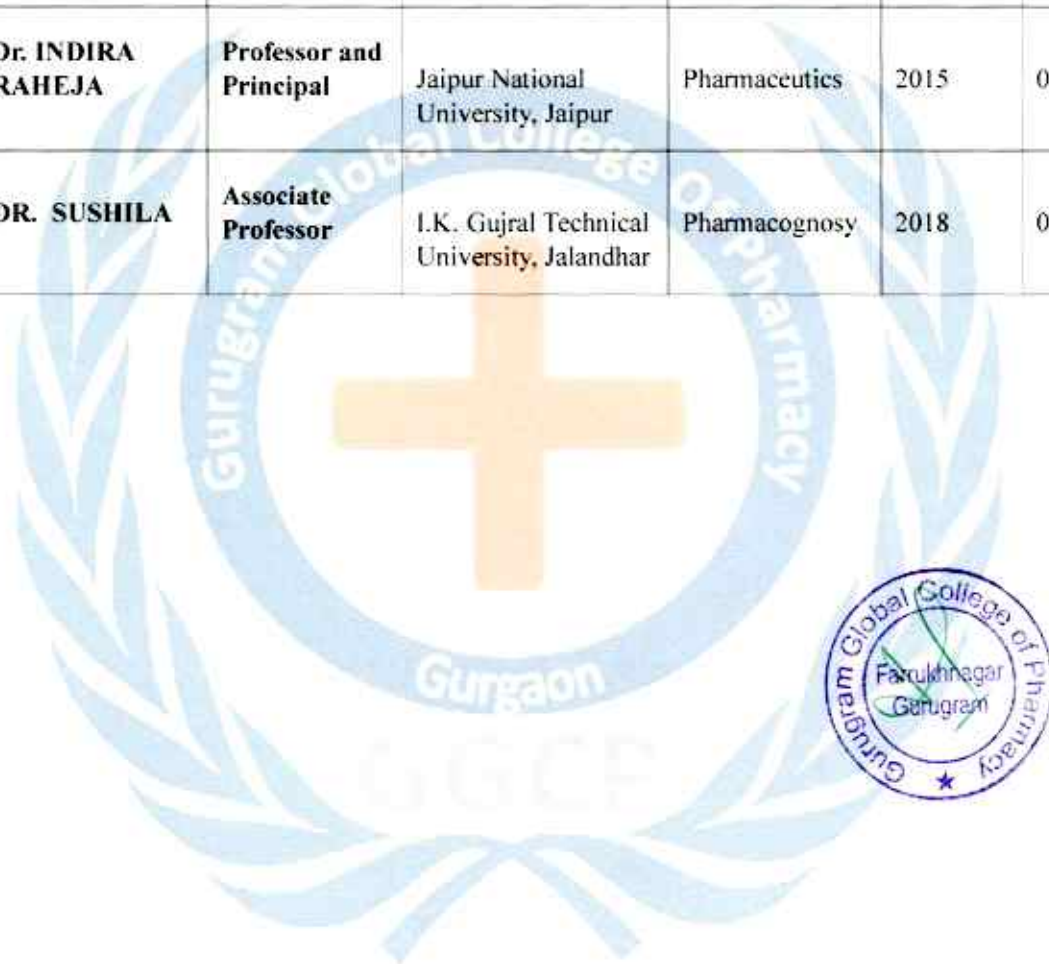 Dr. INDIRA
RAHEJA
Professor and
Principal
Jaipur National
University, Jaipur
Pharmaceutics
2015
0
DR. SUSHILA
Associate
Professor
I.K. Gujral Technical
University, Jalandhar
Pharmacognosy
2018
0
Gurugram Global College Of Pharmacy
Gurgaon
Gurugram Global College of Pharmacy
Farrukhnagar
Gurugram